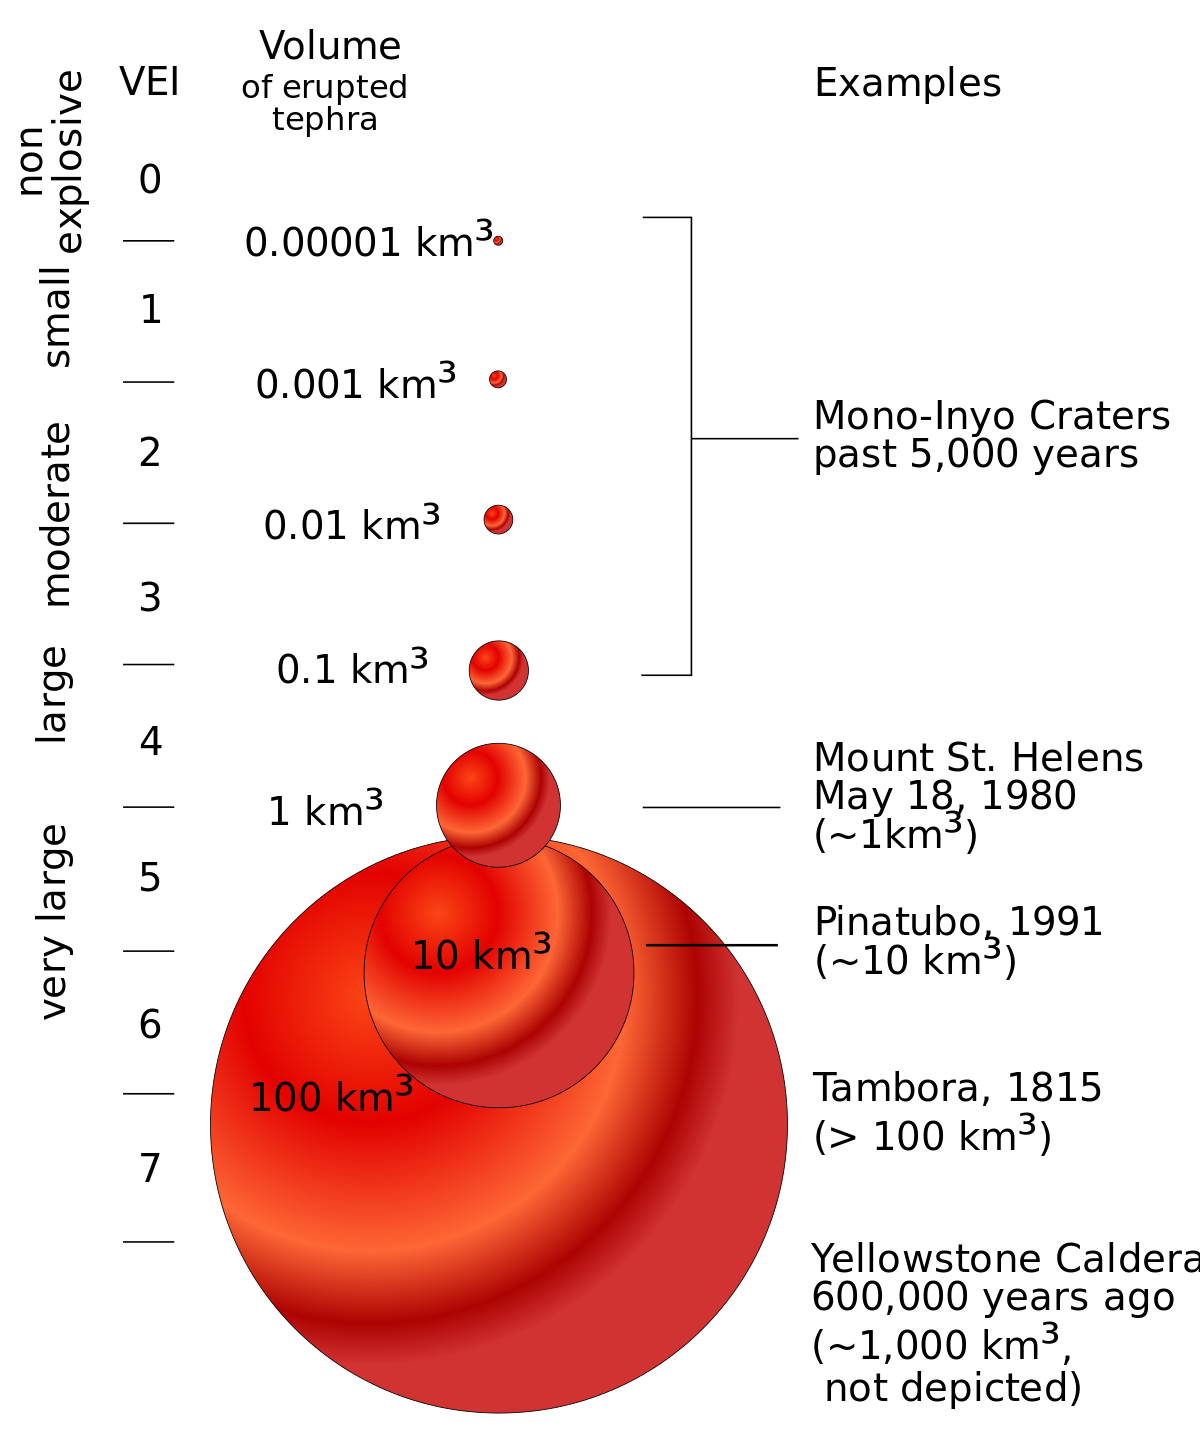 VEI
Volume
of erupted
tephra
Examples
non
explosive
small
moderate
large
very large
0
0.00001 km³
1
0.001 km³
2
0.01 km³
3
0.1 km³
4
1 km³
5
10 km³
6
100 km³
7
Mono-Inyo Craters
past 5,000 years
Mount St. Helens
May 18, 1980
(~1km³)
Pinatubo, 1991
(~10 km³)
Tambora, 1815
(> 100 km³)
Yellowstone Caldera
600,000 years ago
(~1,000 km³,
not depicted)